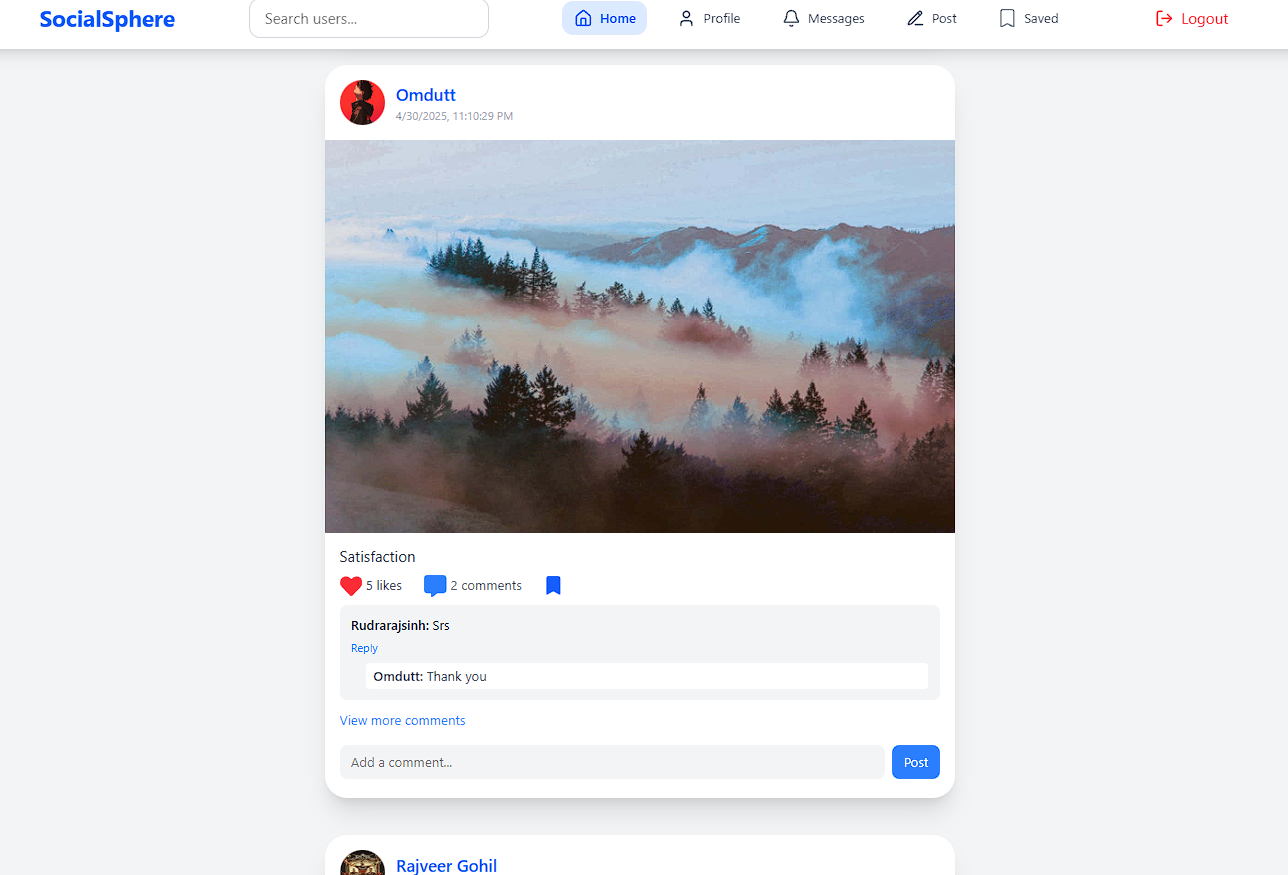 SocialSphere
Search users...
Home
Profile
Messages
Post
Saved
Logout
Omdutt
4/30/2025, 11:10:29 PM
Satisfaction
5 likes
2 comments
Rudrarajsinh: Srs
Reply
Omdutt: Thank you
View more comments
Add a comment...
Post
Rajveer Gohil